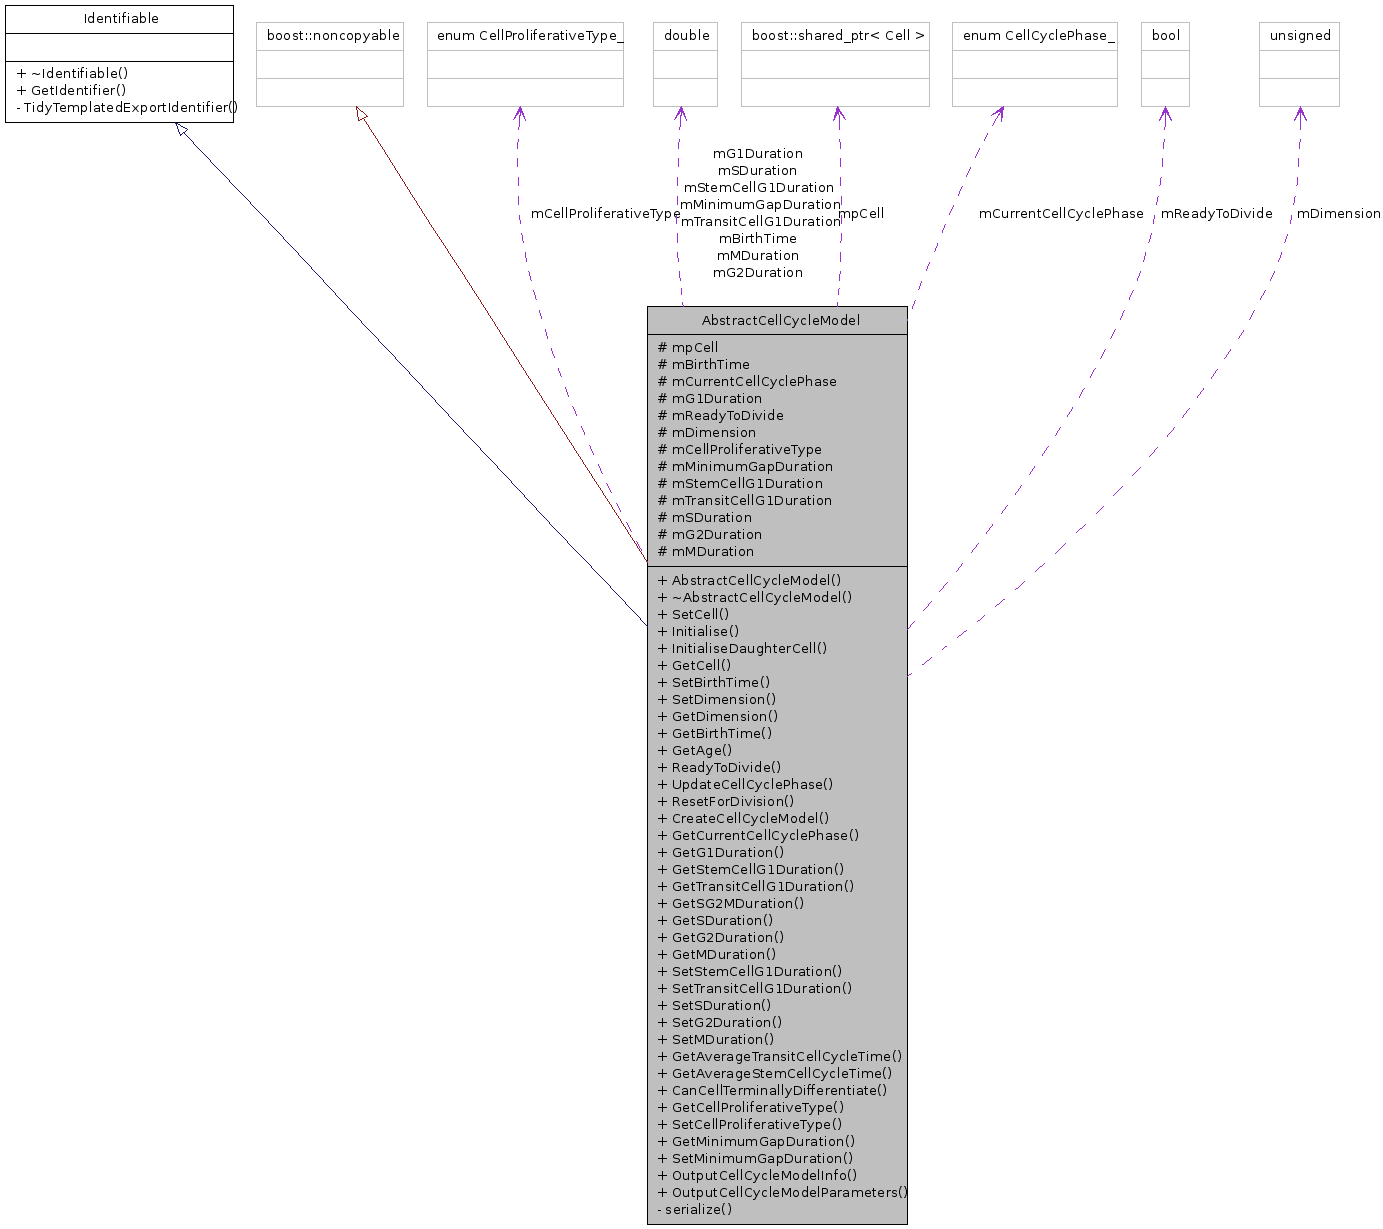 Identifiable
+ ~Identifiable()
+ GetIdentifier()
- TidyTemplatedExportIdentifier()
boost::noncopyable
enum CellProliferativeType_
double
boost::shared_ptr< Cell >
enum CellCyclePhase_
bool
unsigned
mCellProliferativeType
mG1Duration
mSDuration
mStemCellG1Duration
mMinimumGapDuration
mTransitCellG1Duration
mBirthTime
mMDuration
mG2Duration
mpCell
mCurrentCellCyclePhase
mReadyToDivide
mDimension
AbstractCellCycleModel
# mpCell
# mBirthTime
# mCurrentCellCyclePhase
# mG1Duration
# mReadyToDivide
# mDimension
# mCellProliferativeType
# mMinimumGapDuration
# mStemCellG1Duration
# mTransitCellG1Duration
# mSDuration
# mG2Duration
# mMDuration
+ AbstractCellCycleModel()
+ ~AbstractCellCycleModel()
+ SetCell()
+ Initialise()
+ InitialiseDaughterCell()
+ GetCell()
+ SetBirthTime()
+ SetDimension()
+ GetDimension()
+ GetBirthTime()
+ GetAge()
+ ReadyToDivide()
+ UpdateCellCyclePhase()
+ ResetForDivision()
+ CreateCellCycleModel()
+ GetCurrentCellCyclePhase()
+ GetG1Duration()
+ GetStemCellG1Duration()
+ GetTransitCellG1Duration()
+ GetSG2MDuration()
+ GetSDuration()
+ GetG2Duration()
+ GetMDuration()
+ SetStemCellG1Duration()
+ SetTransitCellG1Duration()
+ SetSDuration()
+ SetG2Duration()
+ SetMDuration()
+ GetAverageTransitCellCycleTime()
+ GetAverageStemCellCycleTime()
+ CanCellTerminallyDifferentiate()
+ GetCellProliferativeType()
+ SetCellProliferativeType()
+ GetMinimumGapDuration()
+ SetMinimumGapDuration()
+ OutputCellCycleModelInfo()
+ OutputCellCycleModelParameters()
- serialize()